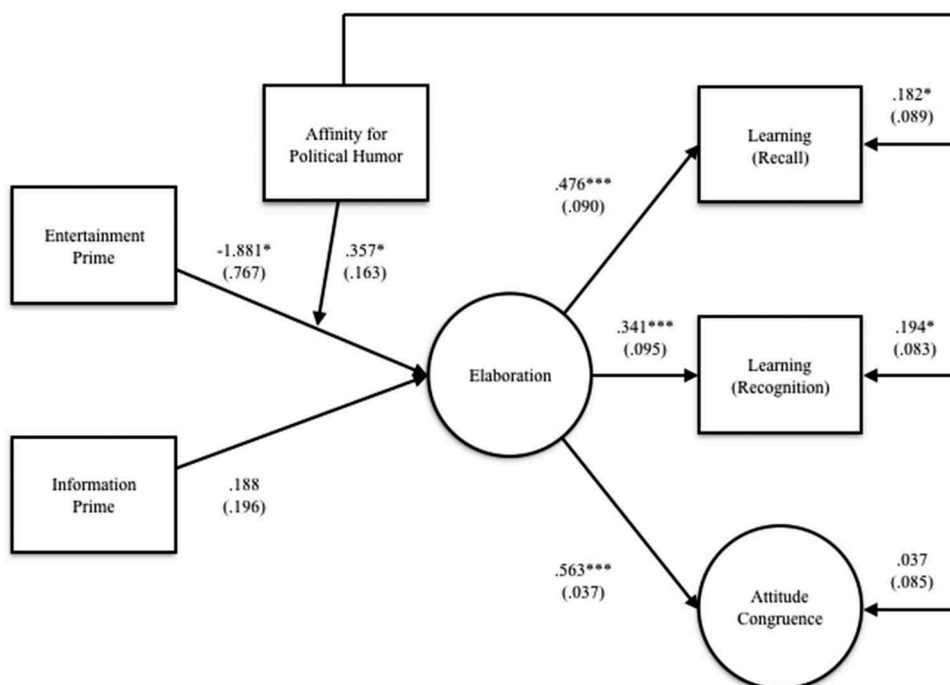 Affinity for
Political Humor
Learning
(Recall)
.182*
(.089)
.476***
(.090)
Entertainment
Prime
-1.881*
(.767)
.357*
(.163)
Elaboration
.341***
(.095)
Learning
(Recognition)
.194*
(.083)
Information
Prime
.188
(.196)
.563***
(.037)
Attitude
Congruence
.037
(.085)